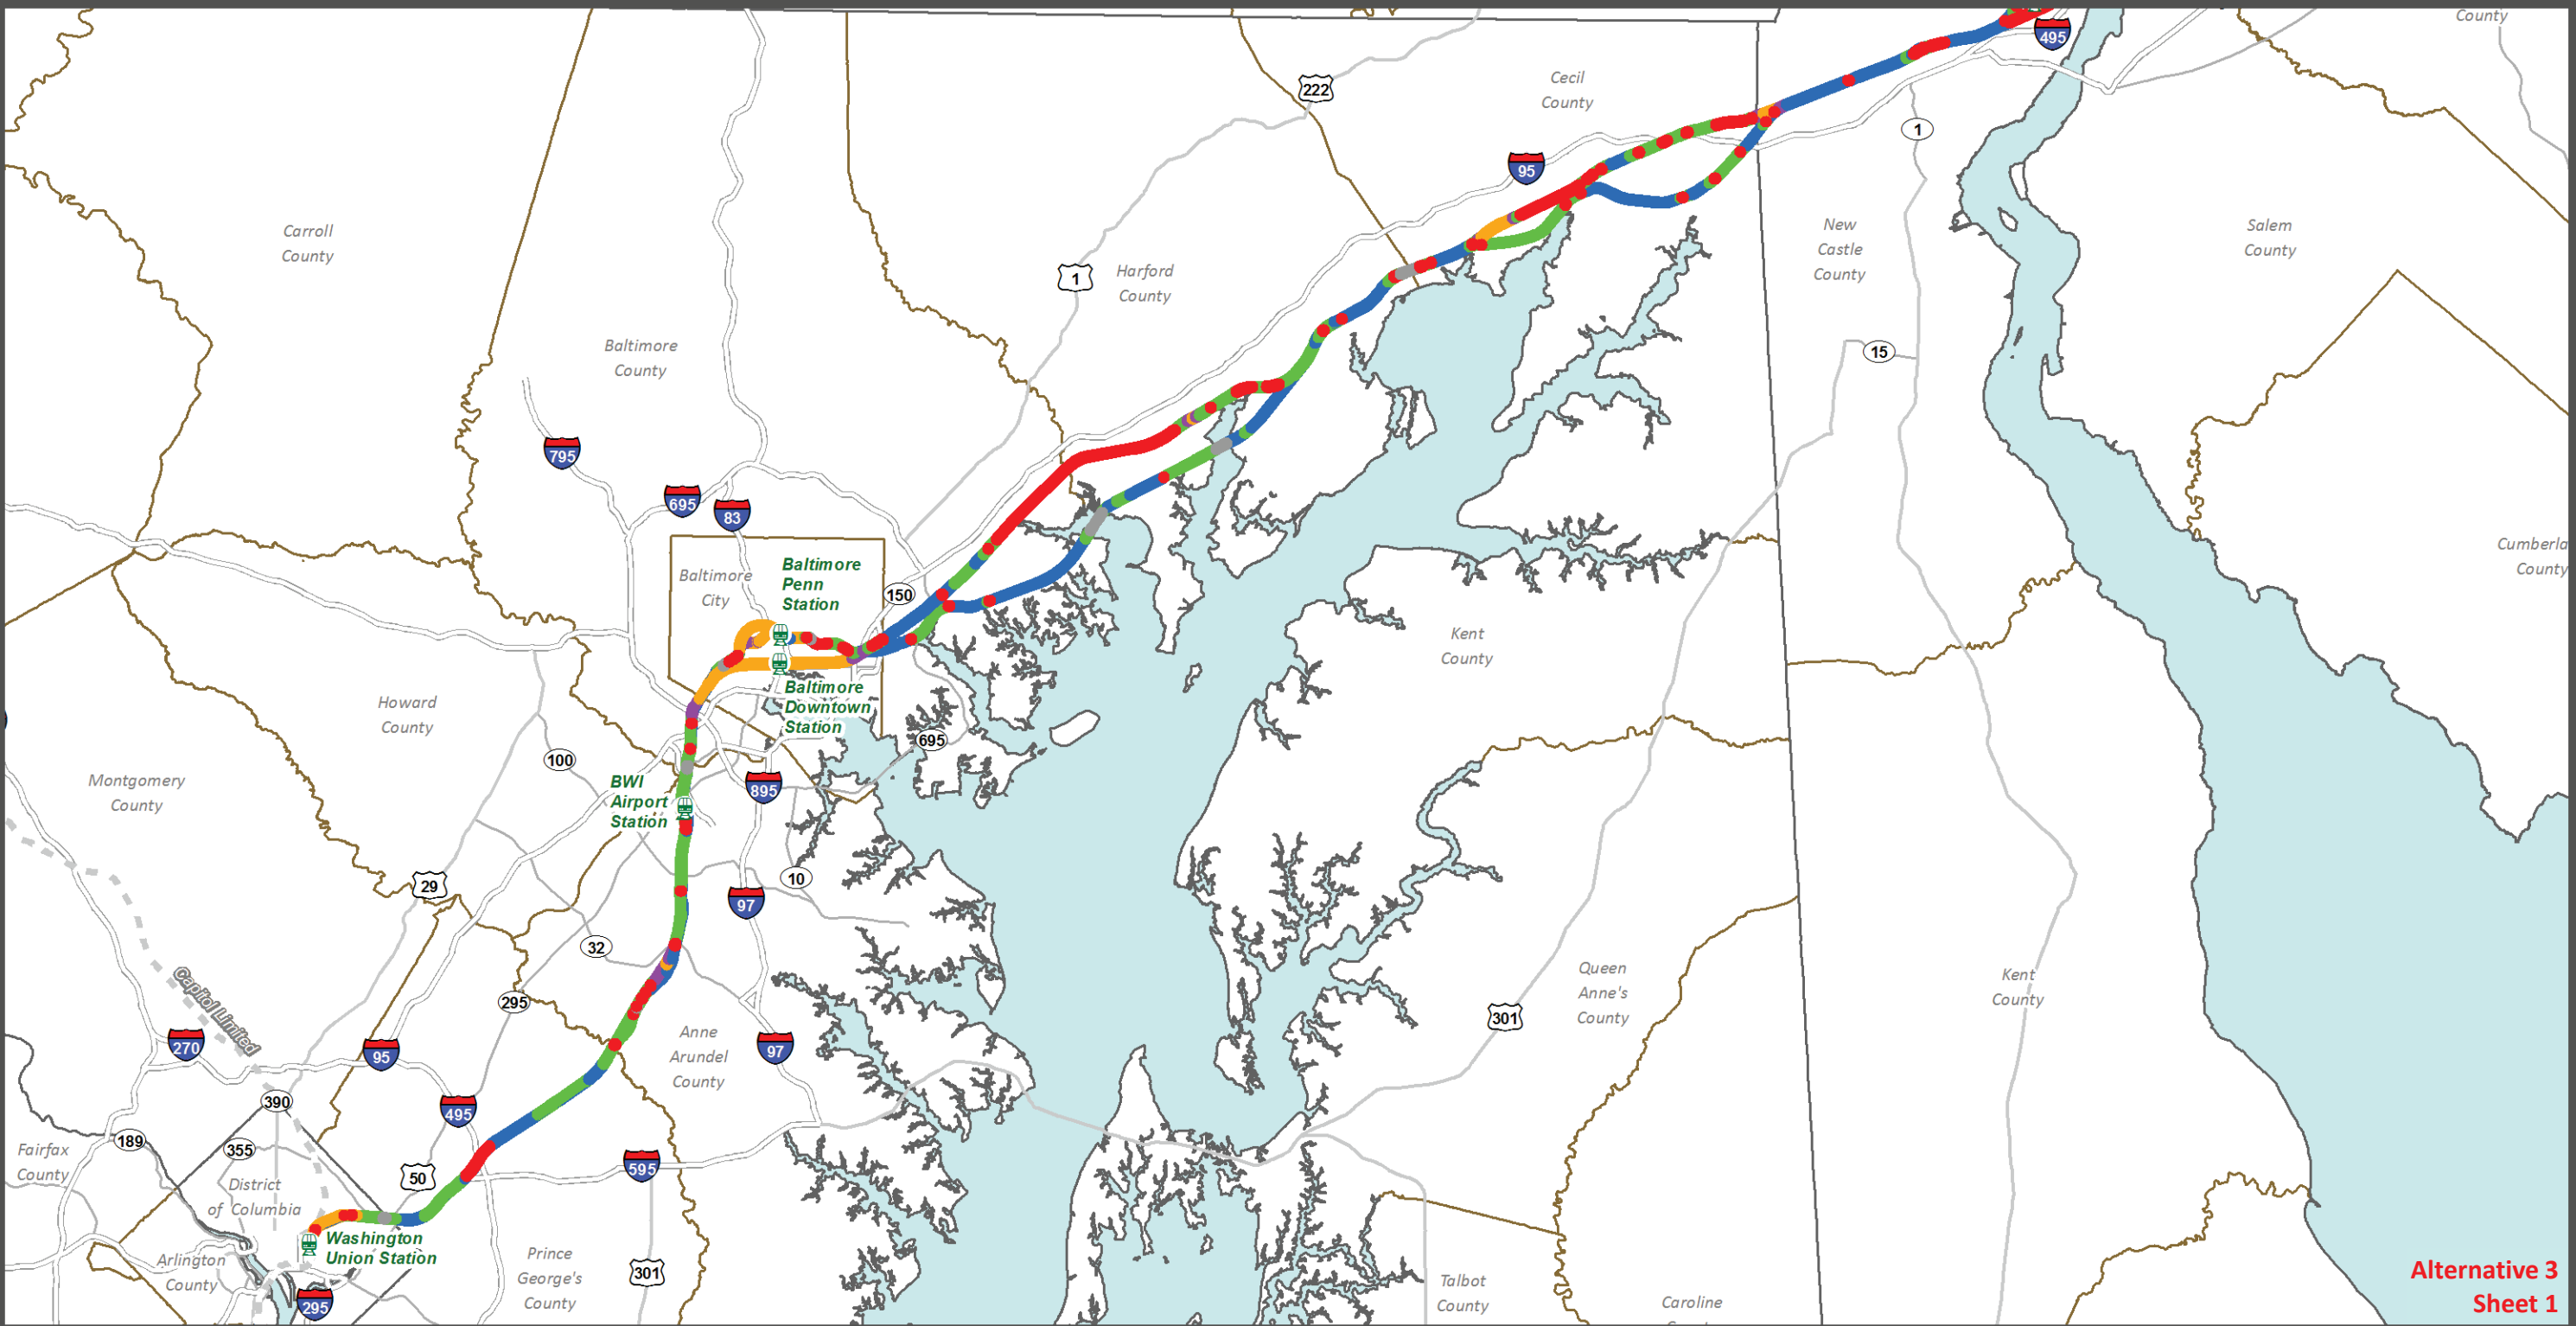 County
495
Cecil
County
222
1
95
Carroll
County
New
Castle
County
Salem
County
Harford
County
1
Baltimore
County
15
795
695
83
Cumberla
County
Baltimore
City
Baltimore
Penn
Station
150
Kent
County
Baltimore
Downtown
Station
Howard
County
695
100
Montgomery
County
BWI
Airport
Station
895
29
10
97
32
295
Queen
Anne's
County
Kent
County
301
Capitol Limited
270
95
Anne
Arundel
County
97
390
495
189
355
Fairfax
County
50
595
District
of Columbia
Washington
Union Station
Arlington
County
Prince
George's
County
301
295
Talbot
County
Caroline
Alternative 3
Sheet 1